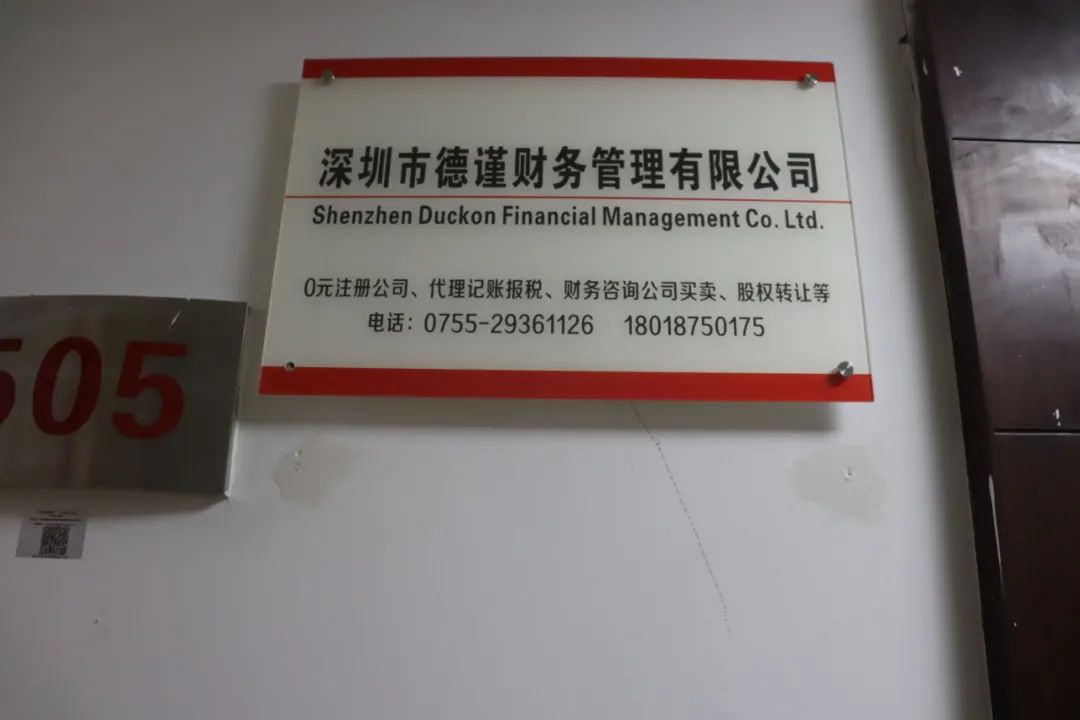 深圳市德谨财务管理有限公司
Shenzhen Duckon Financial Management Co. Ltd.
0元注册公司、代理记账报税、财务咨询公司买卖、股权转让等
电话：0755-29361126 18018750175
505